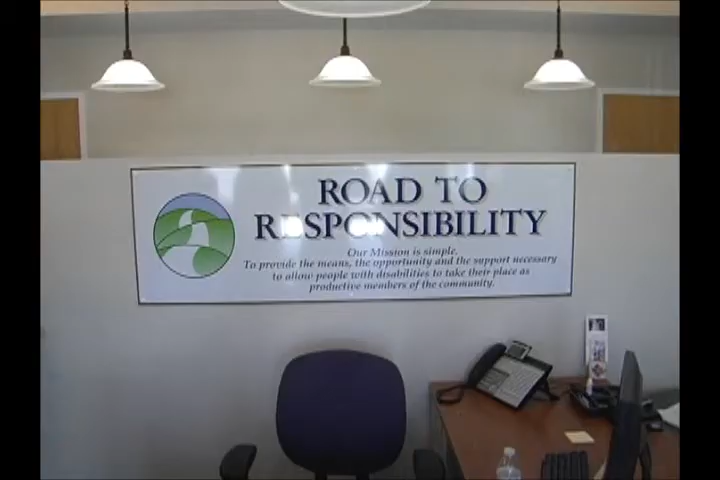 ROAD TO
RESPONSIBILITY
Our Mission is simple.
To provide the means, the opportunity and the support necessary
to allow people with disabilities to take their place as
productive members of the community.